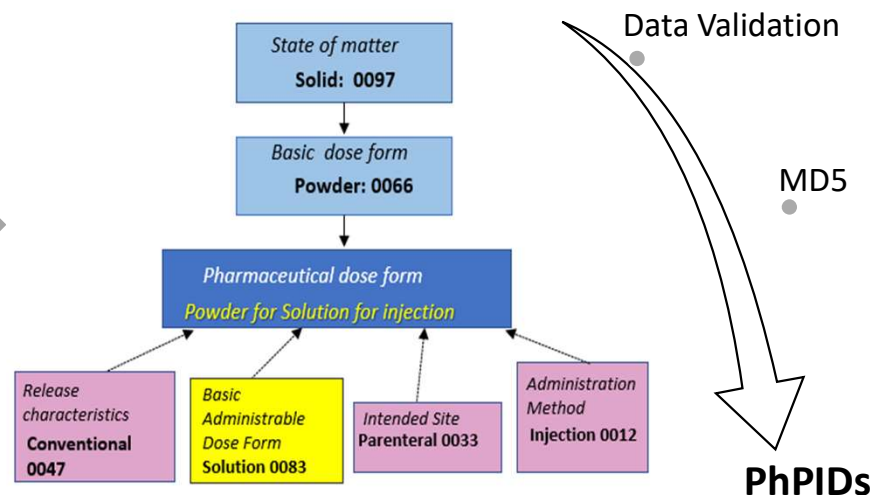 State of matter
Solid: 0097
Basic dose form
Powder: 0066
Pharmaceutical dose form
Powder for Solution for injection
Release
characteristics
Conventional
0047
Basic
Administrable
Dose Form
Solution 0083
Intended Site
Parenteral 0033
Administration
Method
Injection 0012
Data Validation
MD5
PhPIDs